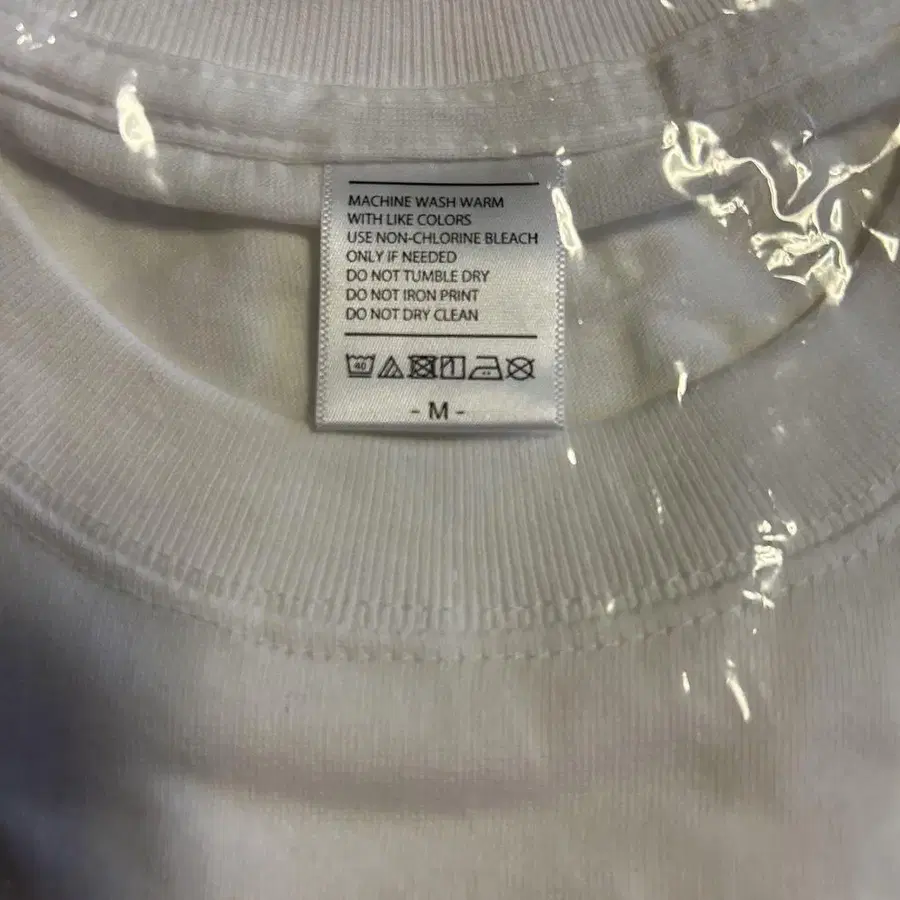 MACHINE WASH WARM
WITH LIKE COLORS
USE NON-CHLORINE BLEACH
ONLY IF NEEDED
DO NOT TUMBLE DRY
DO NOT IRON PRINT
DO NOT DRY CLEAN
40
- M -